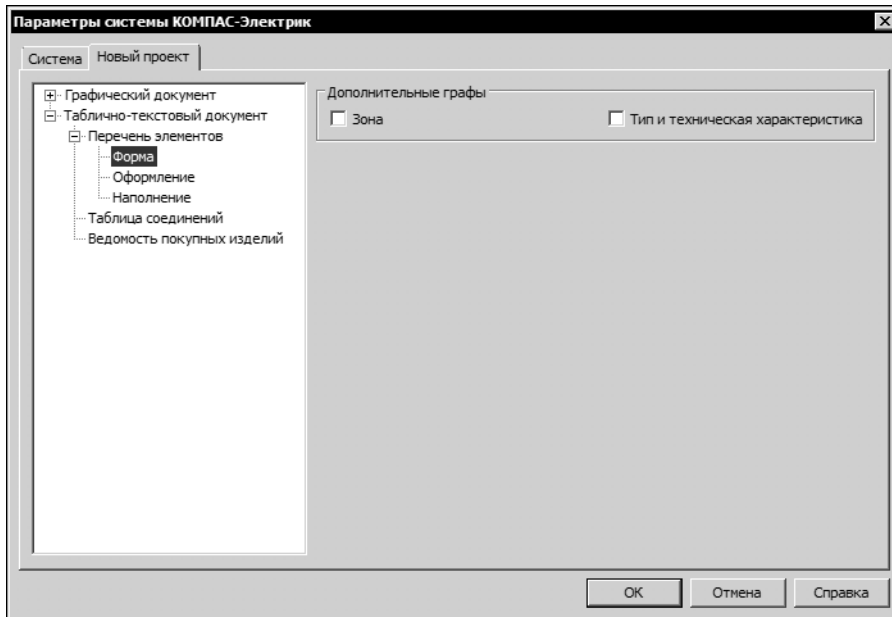 Параметры системы КОМПАС-Электрик
Система Новый проект
Графический документ
Таблично-текстовый документ
Перечень элементов
Форма
Оформление
Наполнение
Таблица соединений
Ведомость покупных изделий
Дополнительные графы
Зона Тип и техническая характеристика
OK Отмена Справка